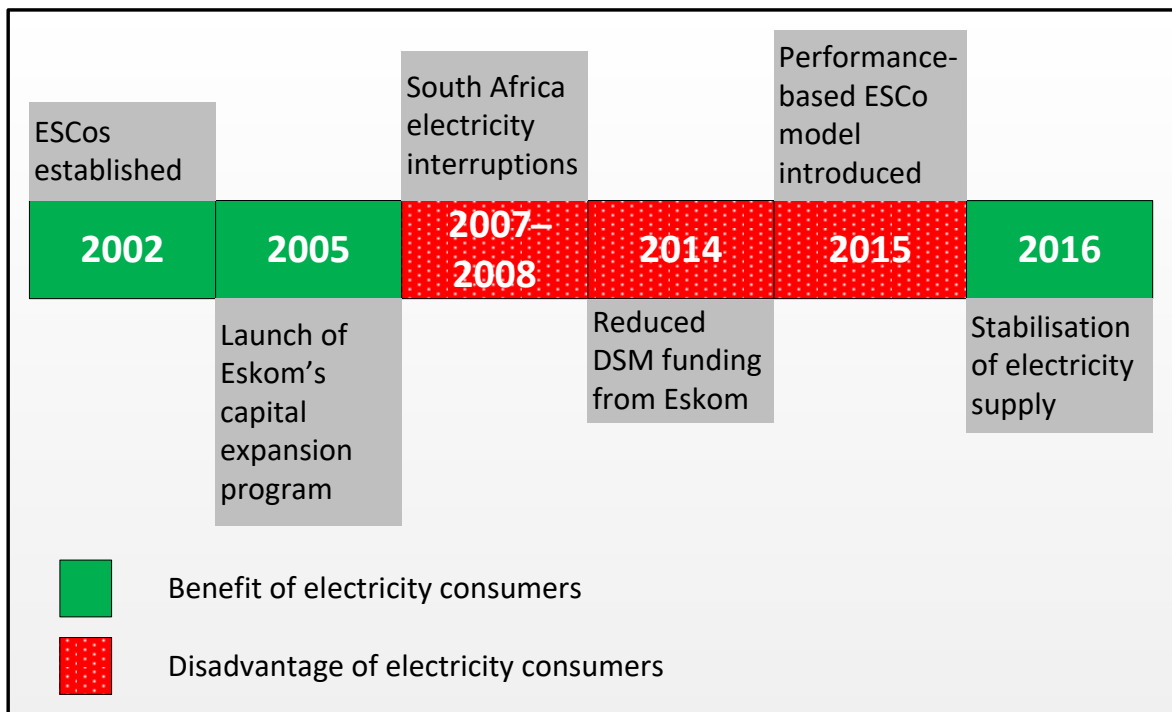 ESCos
established
South Africa
electricity
interruptions
Performance-
based ESCo
model
introduced
2002
2005
2007–
2008
2014
2015
2016
Launch of
Eskom’s
capital
expansion
program
Reduced
DSM funding
from Eskom
Stabilisation
of electricity
supply
Benefit of electricity consumers
Disadvantage of electricity consumers